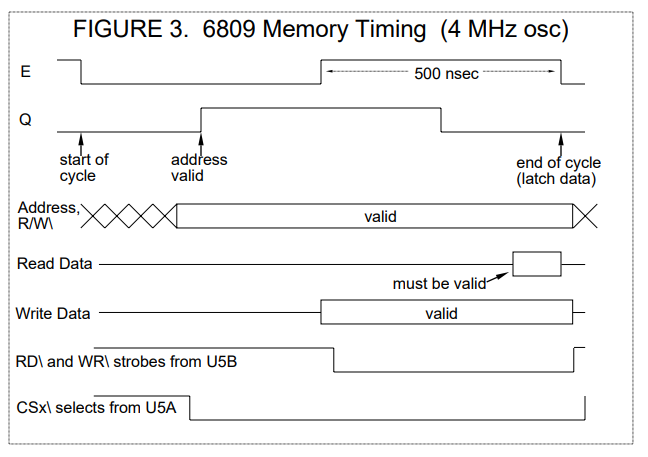 FIGURE 3.  6809 Memory Timing  (4 MHz osc)
E
500 nsec
Q
start of
cycle
address
valid
end of cycle
(latch data)
Address,
R/W\
valid
Read Data
must be valid
Write Data
valid
RD\ and WR\ strobes from U5B
CSx\ selects from U5A